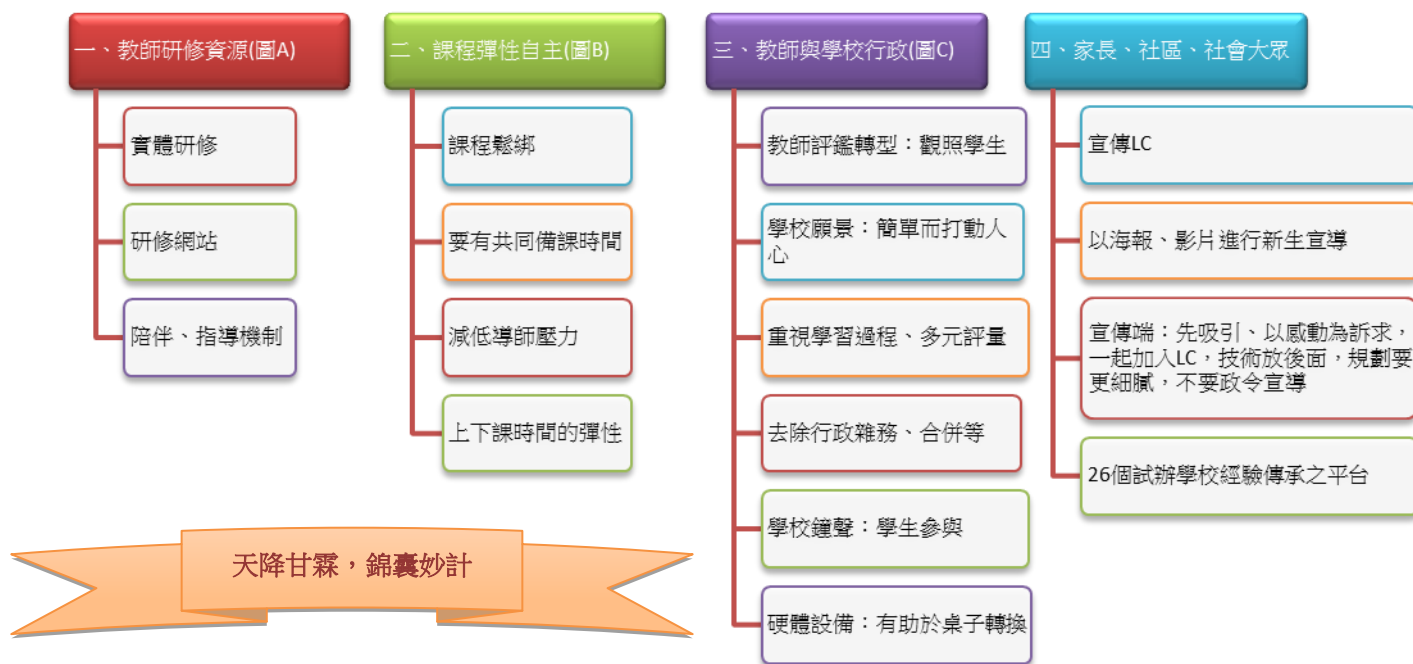 一、教師研修資源(圖A)
實體研修
研修網站
陪伴、指導機制
二、課程彈性自主(圖B)
課程鬆綁
要有共同備課時間
減低導師壓力
上下課時間的彈性
三、教師與學校行政(圖C)
教師評鑑轉型：觀照學生
學校願景：簡單而打動人
心
重視學習過程、多元評量
去除行政雜務、合併等
學校鐘聲：學生參與
硬體設備：有助於桌子轉換
四、家長、社區、社會大眾
宣傳LC
以海報、影片進行新生宣導
宣傳端：先吸引、以感動為訴求，
一起加入LC，技術放後面，規劃要
更細膩，不要政令宣導
26個試辦學校經驗傳承之平台
天降甘霖，錦囊妙計